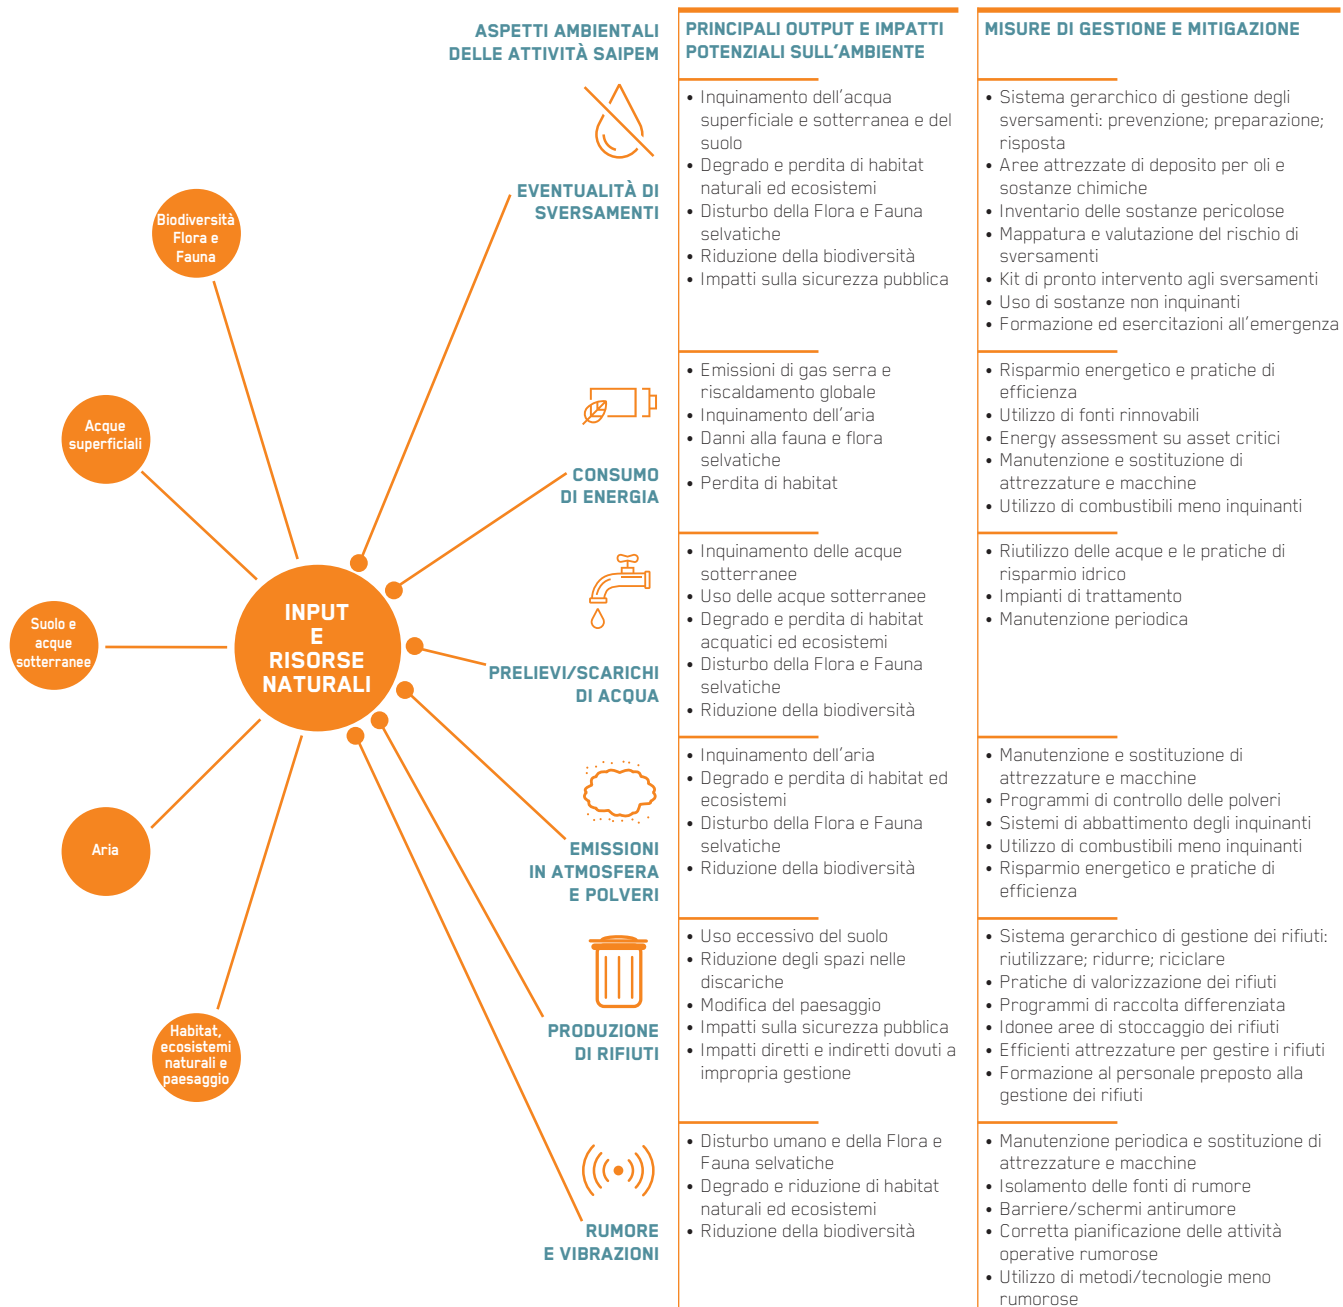 ASPETTI AMBIENTALI
DELLE ATTIVITÀ SAIPEM
PRINCIPALI OUTPUT E IMPATTI
POTENZIALI SULL'AMBIENTE
MISURE DI GESTIONE E MITIGAZIONE
Biodiversità
Flora e
Fauna
Acque
superficiali
Suolo e
acque
sotterranee
Aria
Habitat,
ecosistemi
naturali e
paesaggio
INPUT
E
RISORSE
NATURALI
EVENTUALITÀ DI
SVERSAMENTI
• Inquinamento dell'acqua
superficiale e sotterranea e del
suolo
• Degrado e perdita di habitat
naturali ed ecosistemi
• Disturbo della Flora e Fauna
selvatiche
• Riduzione della biodiversità
• Impatti sulla sicurezza pubblica
• Sistema gerarchico di gestione degli
sversamenti: prevenzione; preparazione;
risposta
• Aree attrezzate di deposito per oli e
sostanze chimiche
• Inventario delle sostanze pericolose
• Mappatura e valutazione del rischio di
sversamenti
• Kit di pronto intervento agli sversamenti
• Uso di sostanze non inquinanti
• Formazione ed esercitazioni all'emergenza
CONSUMO
DI ENERGIA
• Emissioni di gas serra e
riscaldamento globale
• Inquinamento dell'aria
• Danni alla fauna e flora
selvatiche
• Perdita di habitat
• Risparmio energetico e pratiche di
efficienza
• Utilizzo di fonti rinnovabili
• Energy assessment su asset critici
• Manutenzione e sostituzione di
attrezzature e macchine
• Utilizzo di combustibili meno inquinanti
PRELIEVI/SCARICHI
DI ACQUA
• Inquinamento delle acque
sotterranee
• Uso delle acque sotterranee
• Degrado e perdita di habitat
acquatici ed ecosistemi
• Disturbo della Flora e Fauna
selvatiche
• Riduzione della biodiversità
• Riutilizzo delle acque e le pratiche di
risparmio idrico
• Impianti di trattamento
• Manutenzione periodica
EMISSIONI
IN ATMOSFERA
E POLVERI
• Inquinamento dell'aria
• Degrado e perdita di habitat ed
ecosistemi
• Disturbo della Flora e Fauna
selvatiche
• Riduzione della biodiversità
• Manutenzione e sostituzione di
attrezzature e macchine
• Programmi di controllo delle polveri
• Sistemi di abbattimento degli inquinanti
• Utilizzo di combustibili meno inquinanti
• Risparmio energetico e pratiche di
efficienza
PRODUZIONE
DI RIFIUTI
• Uso eccessivo del suolo
• Riduzione degli spazi nelle
discariche
• Modifica del paesaggio
• Impatti sulla sicurezza pubblica
• Impatti diretti e indiretti dovuti a
impropria gestione
• Sistema gerarchico di gestione dei rifiuti:
riutilizzare; ridurre; riciclare
• Pratiche di valorizzazione dei rifiuti
• Programmi di raccolta differenziata
• Idonee aree di stoccaggio dei rifiuti
• Efficienti attrezzature per gestire i rifiuti
• Formazione al personale preposto alla
gestione dei rifiuti
RUMORE
E VIBRAZIONI
• Disturbo umano e della Flora e
Fauna selvatiche
• Degrado e riduzione di habitat
naturali ed ecosistemi
• Riduzione della biodiversità
• Manutenzione periodica e sostituzione di
attrezzature e macchine
• Isolamento delle fonti di rumore
• Barriere/schermi antirumore
• Corretta pianificazione delle attività
operative rumorose
• Utilizzo di metodi/tecnologie meno
rumorose